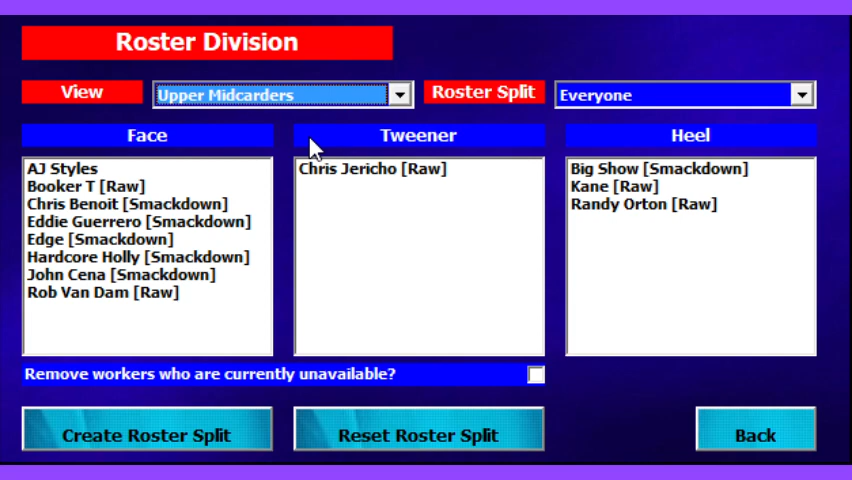 Roster Division
View
Upper Midcarders
Roster Split
Everyone
Face
Tweener
Heel
AJ Styles
Booker T [Raw]
Chris Benoit [Smackdown]
Eddie Guerrero [Smackdown]
Edge [Smackdown]
Hardcore Holly [Smackdown]
John Cena [Smackdown]
Rob Van Dam [Raw]
Chris Jericho [Raw]
Big Show [Smackdown]
Kane [Raw]
Randy Orton [Raw]
Remove workers who are currently unavailable?
Create Roster Split
Reset Roster Split
Back